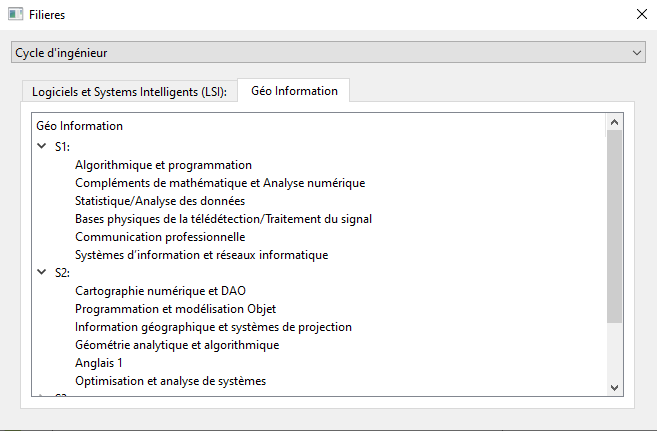 Filieres
Cycle d'ingénieur
Logiciels et Systems Intelligents (LSI):
Géo Information
Géo Information
S1:
Algorithmique et programmation
Compléments de mathématique et Analyse numérique
Statistique/Analyse des données
Bases physiques de la télédétection/Traitement du signal
Communication professionnelle
Systèmes d'information et réseaux informatique
S2:
Cartographie numérique et DAO
Programmation et modélisation Objet
Information géographique et systèmes de projection
Géométrie analytique et algorithmique
Anglais 1
Optimisation et analyse de systèmes